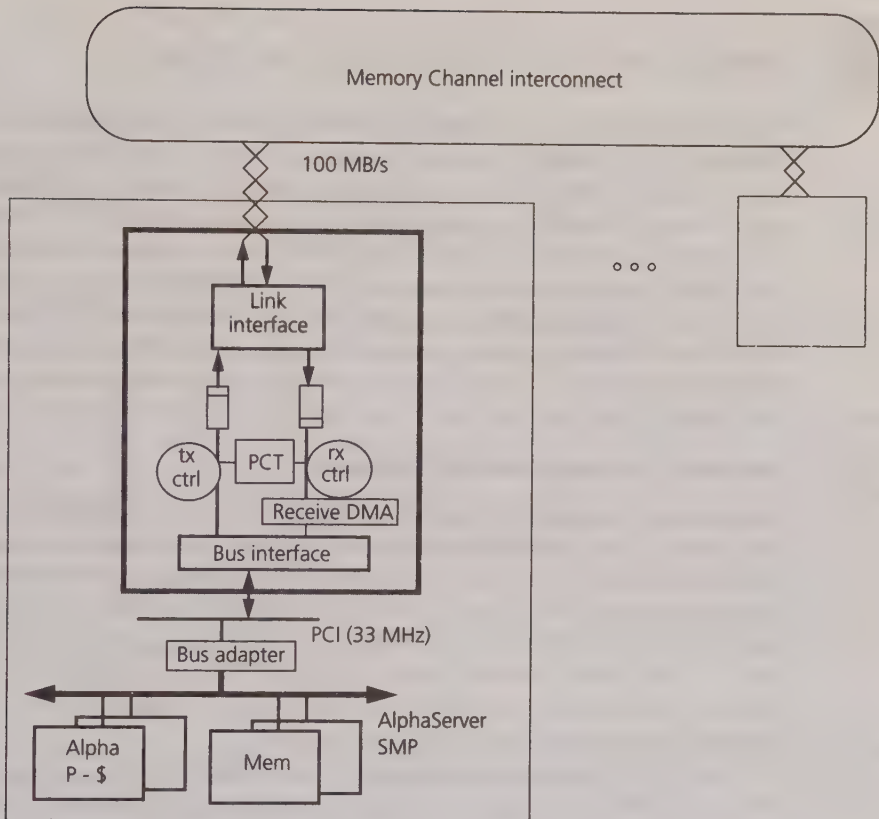 Memory Channel interconnect
100 MB/s
Link
interface
tx
ctrl
PCT
rx
ctrl
Receive DMA
Bus interface
PCI (33 MHz)
Bus adapter
AlphaServer
SMP
Alpha
P - $
Mem